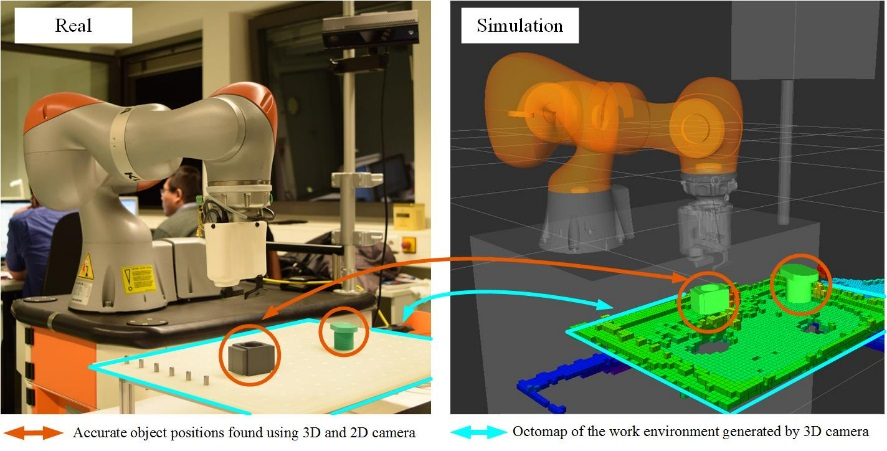 Real
Simulation
Accurate object positions found using 3D and 2D camera
Octomap of the work environment generated by 3D camera